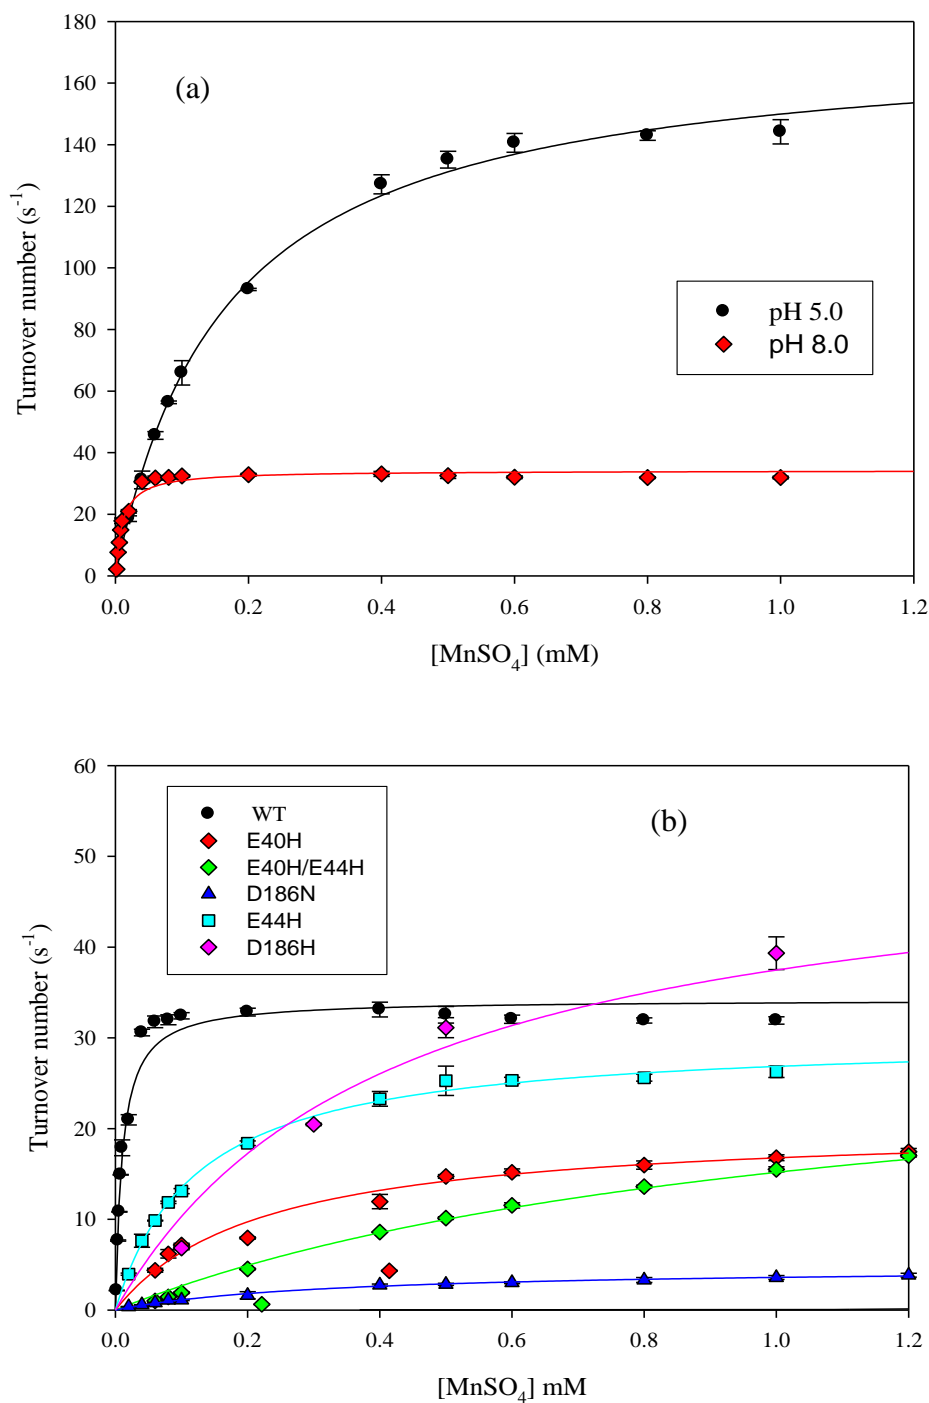 180
160
140
120
100
80
60
40
20
0
Turnover number (s⁻¹)
(a)
pH 5.0
pH 8.0
0.0 0.2 0.4 0.6 0.8 1.0 1.2
[MnSO₄] (mM)
60
50
40
30
20
10
0
Turnover number (s⁻¹)
(b)
WT
E40H
E40H/E44H
D186N
E44H
D186H
0.0 0.2 0.4 0.6 0.8 1.0 1.2
[MnSO₄] mM